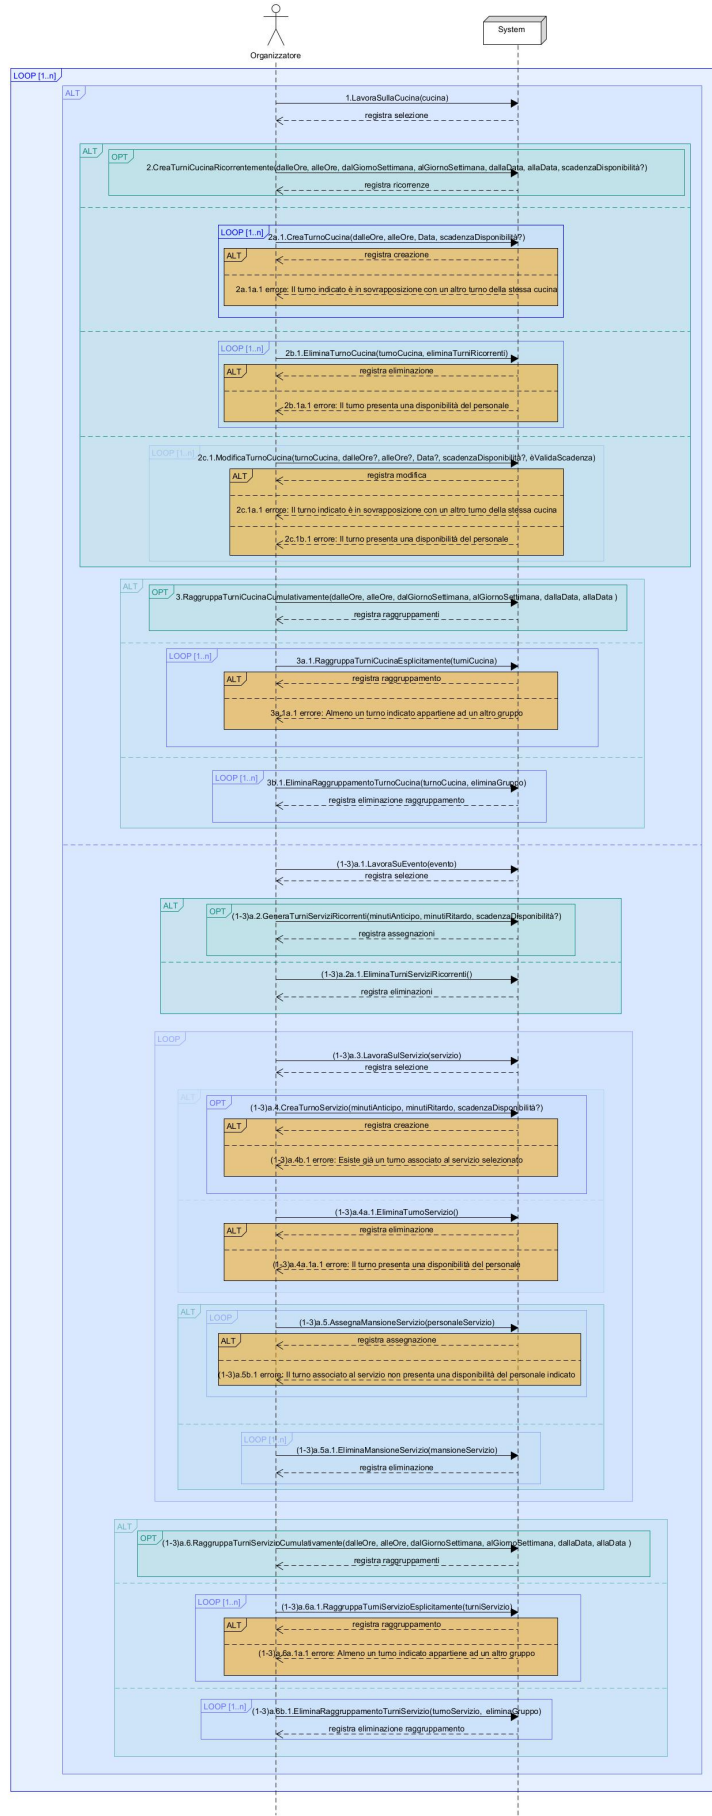 System
Organizzatore
LOOP [1..n]
ALT
1.LavoraSullaCucina(cucina)
registra selezione
ALT
OPT
2.CreaTurniCucinaRicorrentemente(dalleOre, alleOre, dalGiornoSettimana, alGiornoSettimana, dallaData, allaData, scadenzaDisponibilità?)
registra ricorrenze
LOOP [1..n]
2a.1.CreaTurnoCucina(dalleOre, alleOre, Data, scadenzaDisponibilità?)
ALT
registra creazione
2a.1a.1 errore: Il turno indicato è in sovrapposizione con un altro turno della stessa cucina
LOOP [1..n]
2b.1.EliminaTurnoCucina(turnoCucina, eliminaTurniRicorrenti)
ALT
registra eliminazione
2b.1a.1 errore: Il turno presenta una disponibilità del personale
LOOP [1..n]
2c.1.ModificaTurnoCucina(turnoCucina, dalleOre?, alleOre?, Data?, scadenzaDisponibilità?, èValidaScadenza)
ALT
registra modifica
2c.1a.1 errore: Il turno indicato è in sovrapposizione con un altro turno della stessa cucina
2c.1b.1 errore: Il turno presenta una disponibilità del personale
ALT
OPT
3.RaggruppaTurniCucinaCumulativamente(dalleOre, alleOre, dalGiornoSettimana, alGiornoSettimana, dallaData, allaData )
registra raggruppamenti
LOOP [1..n]
3a.1.RaggruppaTurniCucinaEsplicitamente(turniCucina)
ALT
registra raggruppamento
3a.1a.1 errore: Almeno un turno indicato appartiene ad un altro gruppo
LOOP [1..n]
3b.1.EliminaRaggruppamentoTurnoCucina(turnoCucina, eliminaGruppo)
registra eliminazione raggruppamento
(1-3)a.1.LavoraSuEvento(evento)
registra selezione
ALT
OPT
(1-3)a.2.GeneraTurniServiziRicorrenti(minutiAnticipo, minutiRitardo, scadenzaDisponibilità?)
registra assegnazioni
(1-3)a.2a.1.EliminaTurniServiziRicorrenti()
registra eliminazioni
LOOP
(1-3)a.3.LavoraSulServizio(servizio)
registra selezione
ALT
OPT
(1-3)a.4.CreaTurnoServizio(minutiAnticipo, minutiRitardo, scadenzaDisponibilità?)
ALT
registra creazione
(1-3)a.4b.1 errore: Esiste già un turno associato al servizio selezionato
(1-3)a.4a.1.EliminaTurnoServizio()
ALT
registra eliminazione
(1-3)a.4a.1a.1 errore: Il turno presenta una disponibilità del personale
ALT
LOOP
(1-3)a.5.AssegnaMansioneServizio(personaleServizio)
ALT
registra assegnazione
(1-3)a.5b.1 errore: Il turno associato al servizio non presenta una disponibilità del personale indicato
LOOP [1..n]
(1-3)a.5a.1.EliminaMansioneServizio(mansioneServizio)
registra eliminazione
ALT
OPT
(1-3)a.6.RaggruppaTurniServizioCumulativamente(dalleOre, alleOre, dalGiornoSettimana, alGiornoSettimana, dallaData, allaData )
registra raggruppamenti
LOOP [1..n]
(1-3)a.6a.1.RaggruppaTurniServizioEsplicitamente(turniServizio)
ALT
registra raggruppamento
(1-3)a.6a.1a.1 errore: Almeno un turno indicato appartiene ad un altro gruppo
LOOP [1..n]
(1-3)a.6b.1.EliminaRaggruppamentoTurniServizio(turnoServizio, eliminaGruppo)
registra eliminazione raggruppamento